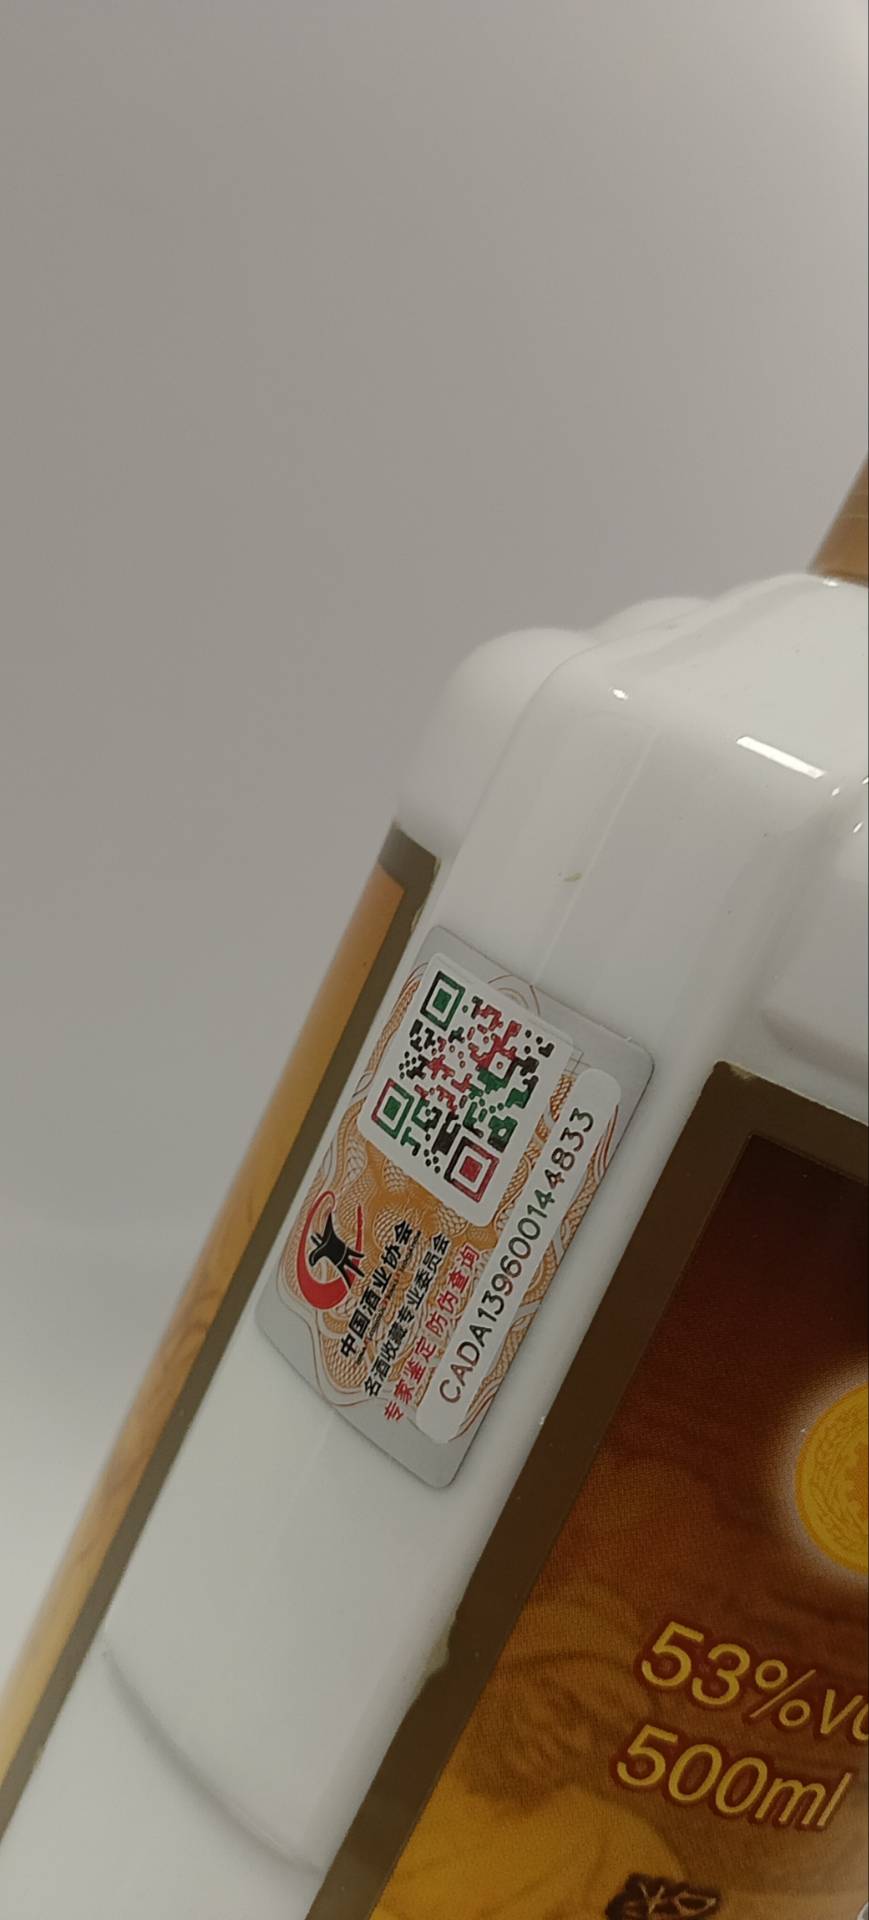 中国酒业协会
名酒收藏专业委员会
专家鉴定 防伪查询
CADA139600144833
53%vo
500ml